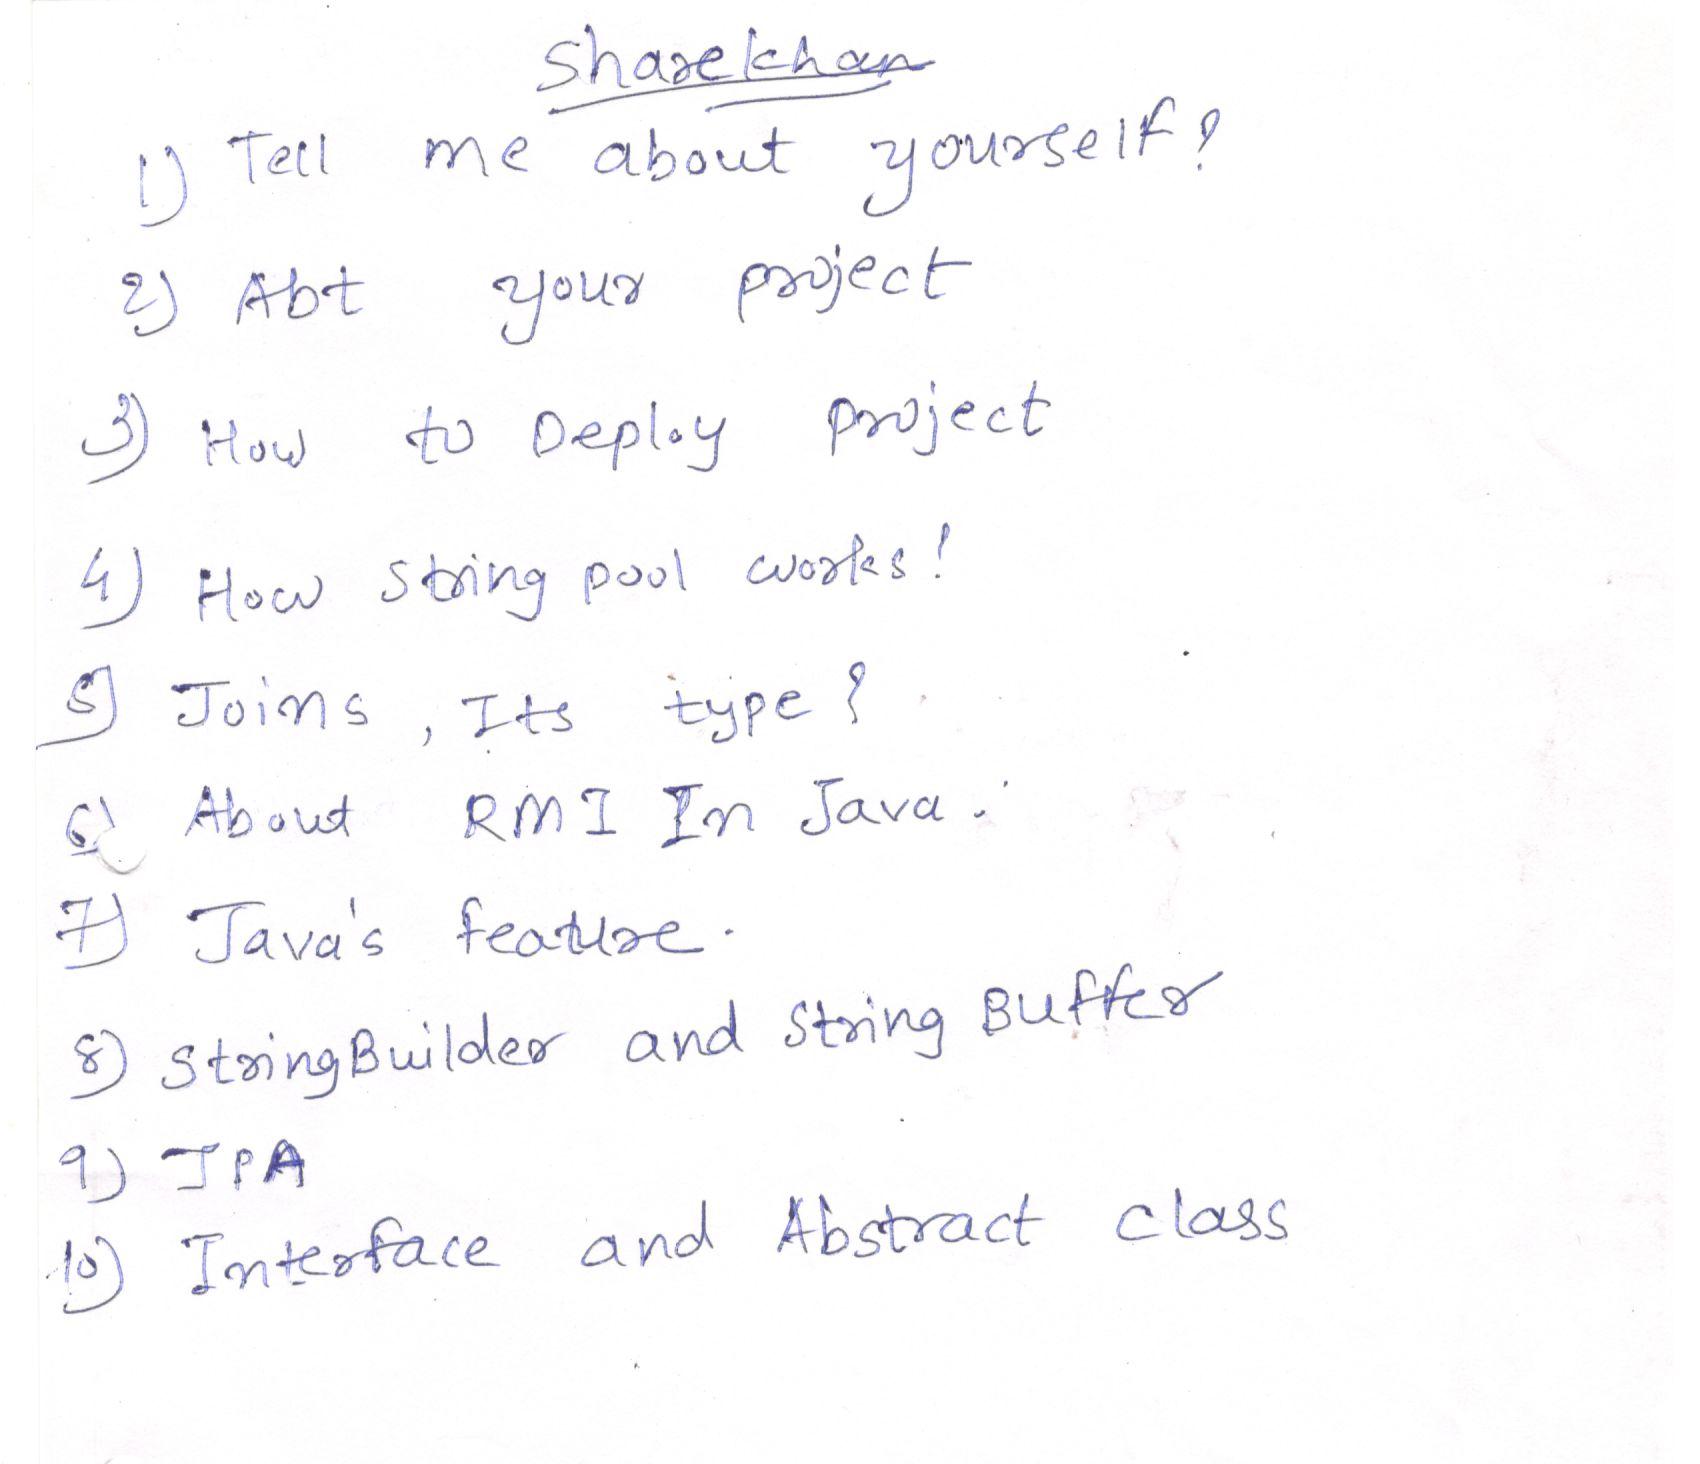 Sharekhan
1) Tell me about yourself?
2) Abt your project
3) How to Deploy project
4) How string pool works!
5) Joins, Its type?
6) About RMI In Java.
7) Java's feature.
8) StringBuilder and String Buffer
9) JPA
10) Interface and Abstract class